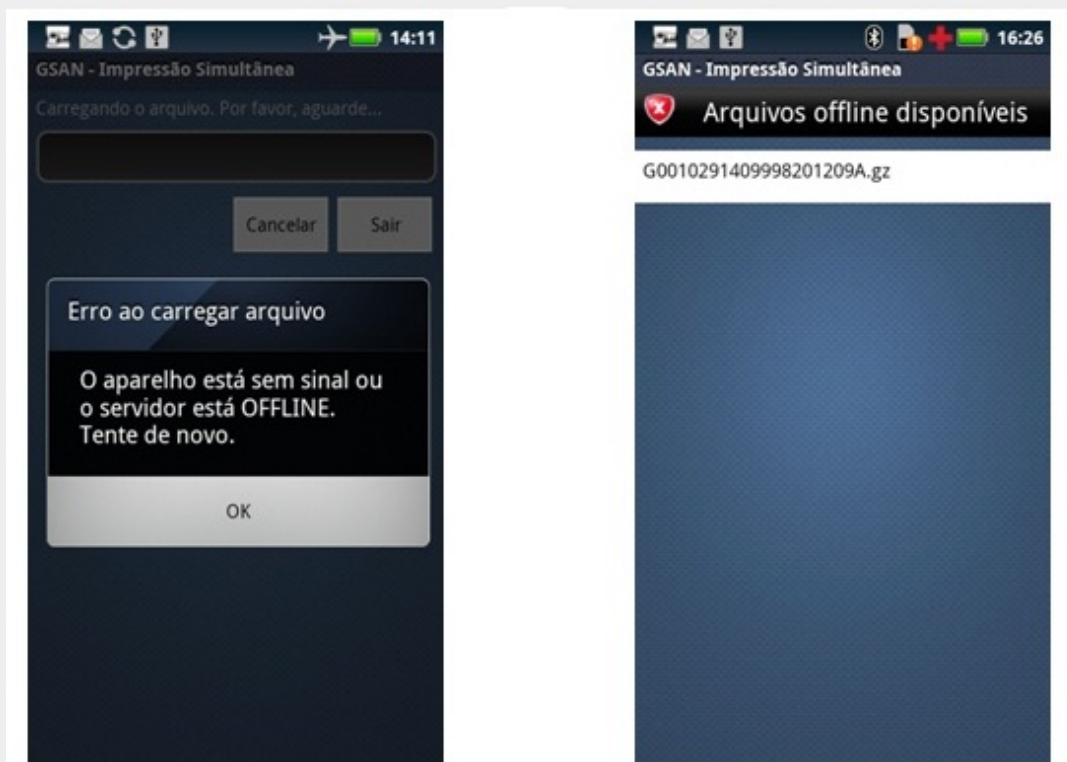 14:11
GSAN - Impressão Simultânea
Carregando o arquivo. Por favor, aguarde...
Cancelar
Sair
Erro ao carregar arquivo
O aparelho está sem sinal ou
o servidor está OFFLINE.
Tente de novo.
OK
16:26
GSAN - Impressão Simultânea
Arquivos offline disponíveis
G0010291409998201209A.gz